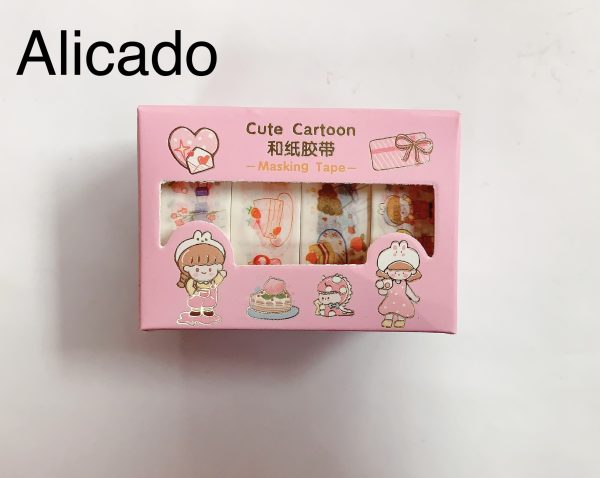 Alicado
Cute Cartoon
和纸胶带
Masking Tape